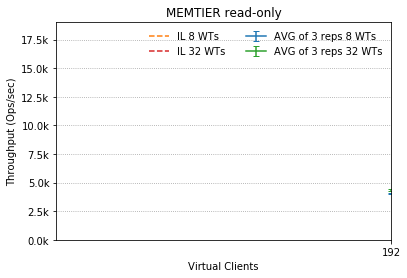 MEMTIER read-only
IL 8 WTs
IL 32 WTs
AVG of 3 reps 8 WTs
AVG of 3 reps 32 WTs
Throughput (Ops/sec)
17.5k
15.0k
12.5k
10.0k
7.5k
5.0k
2.5k
0.0k
192
Virtual Clients